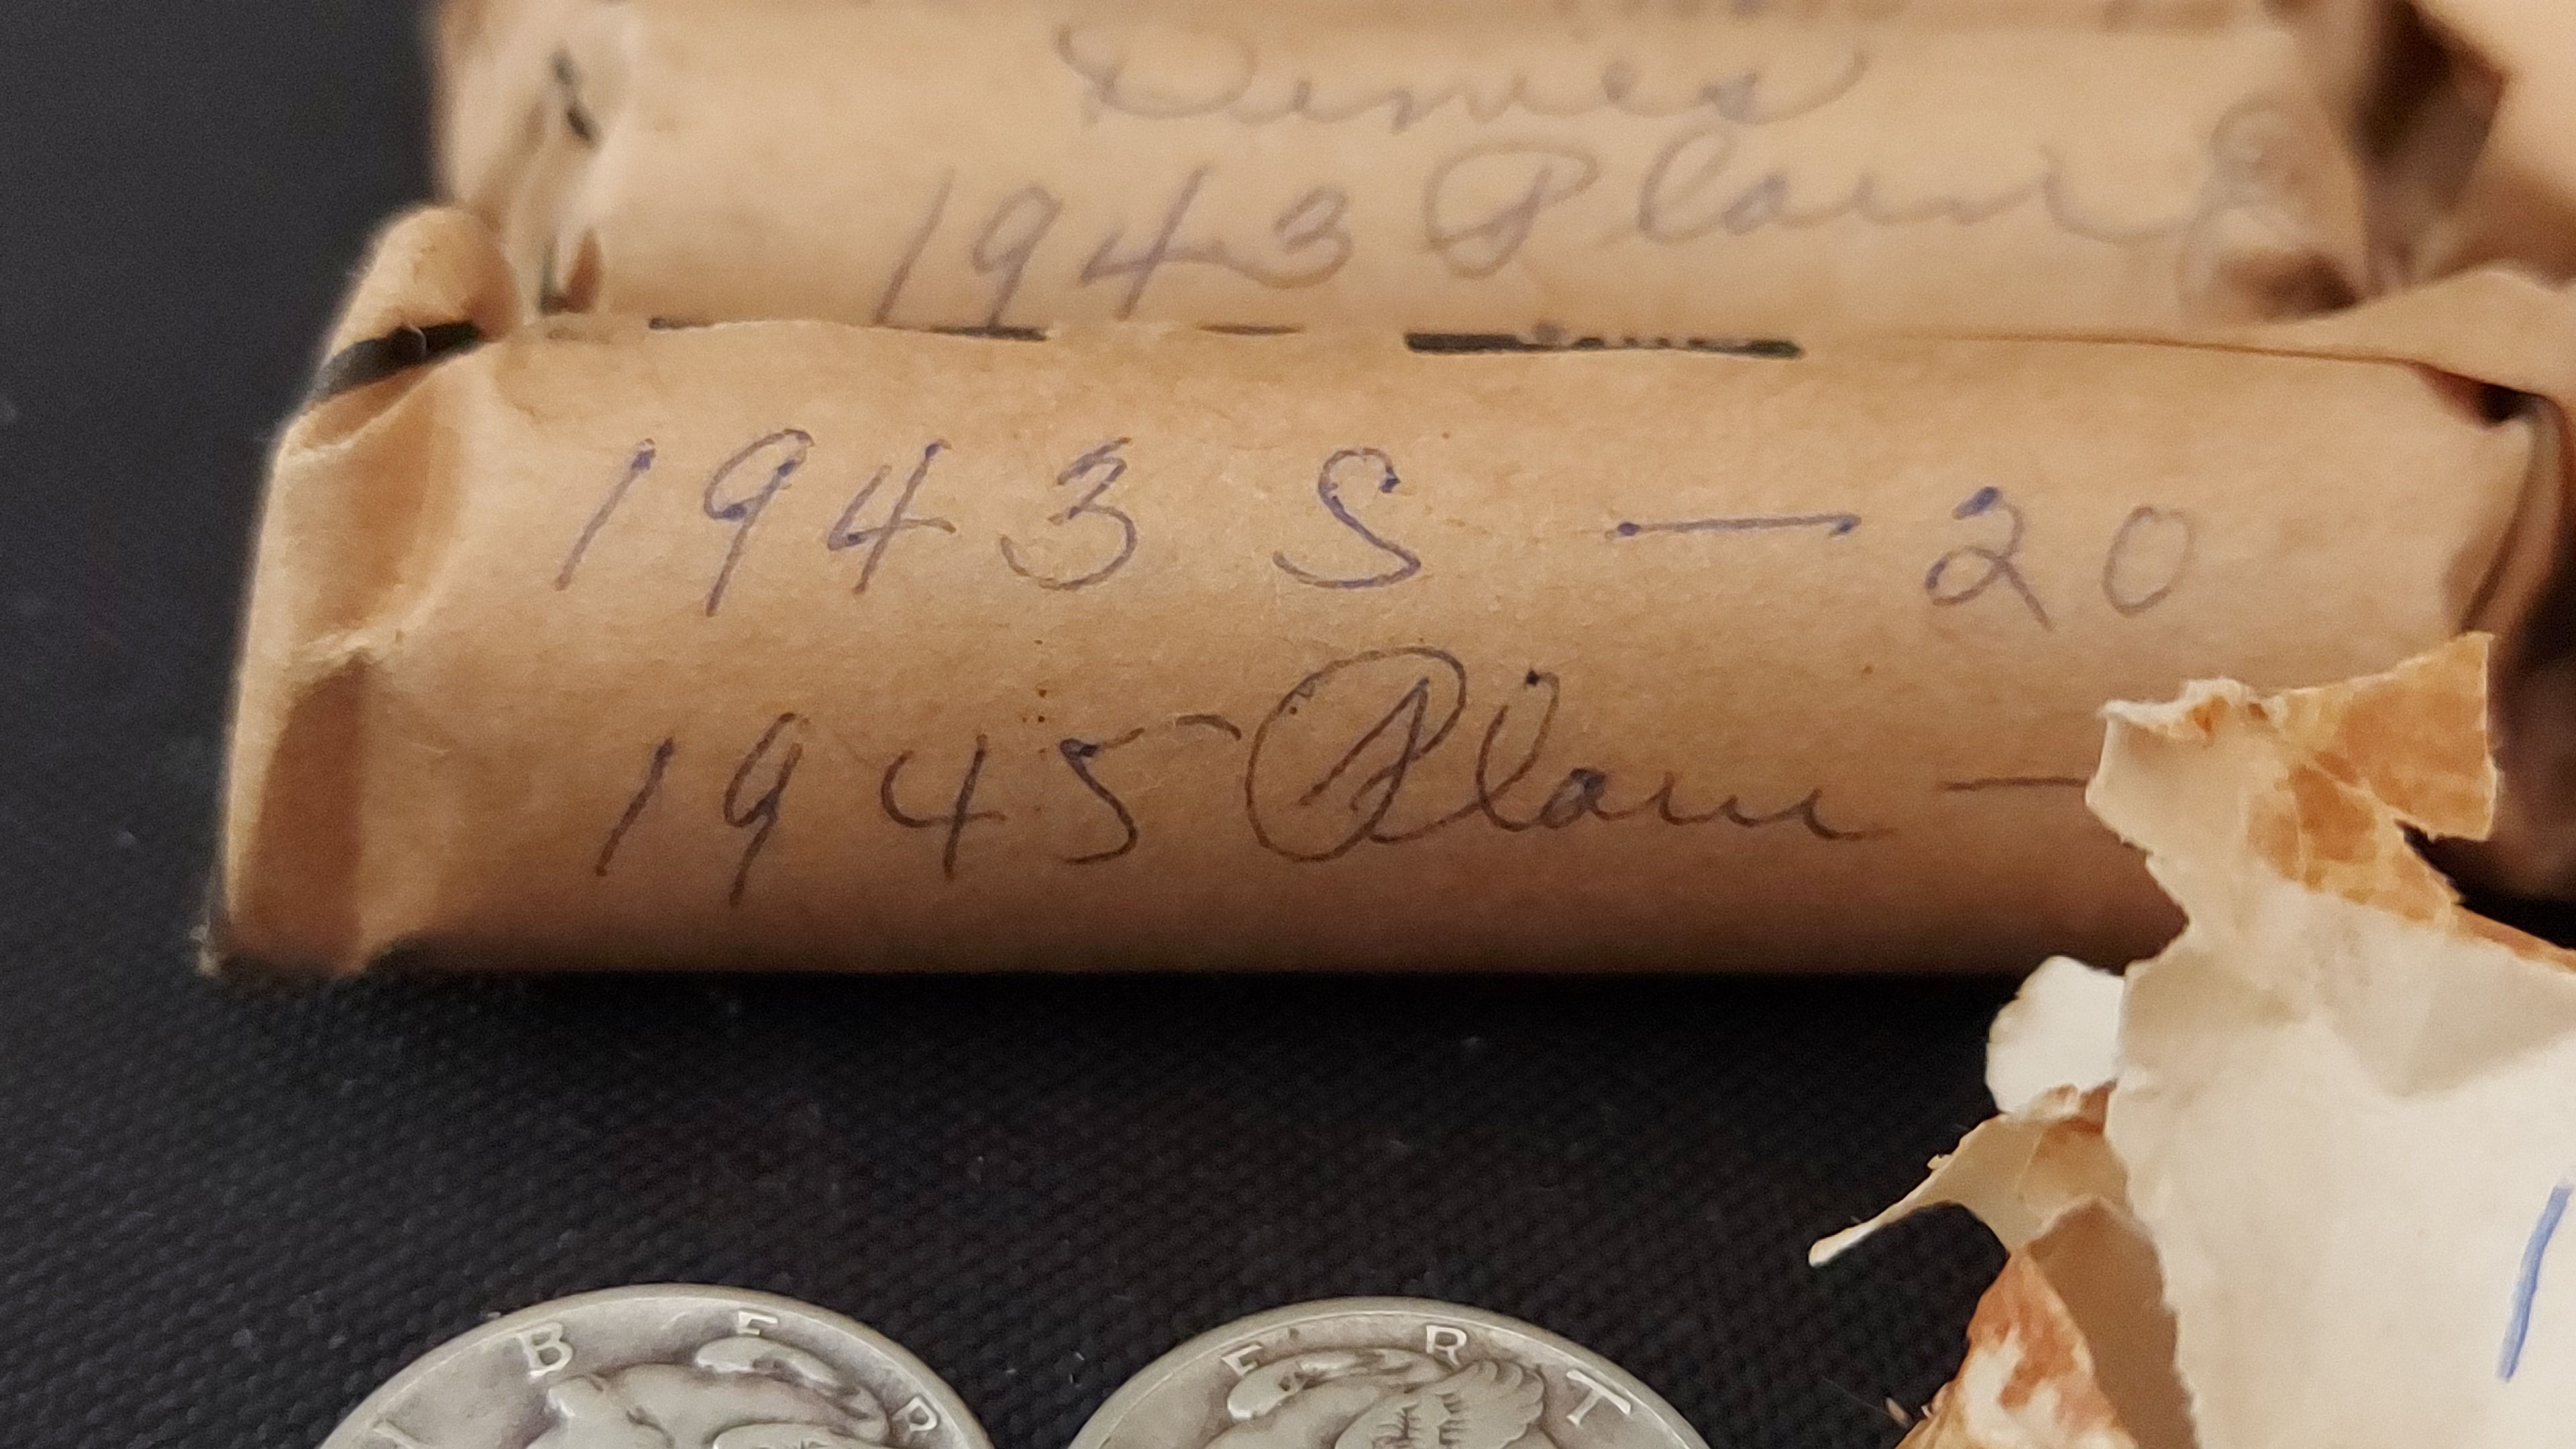 Dimes
1943 Plain
1943 S — 20
1945 Plain —
B E R
E R T